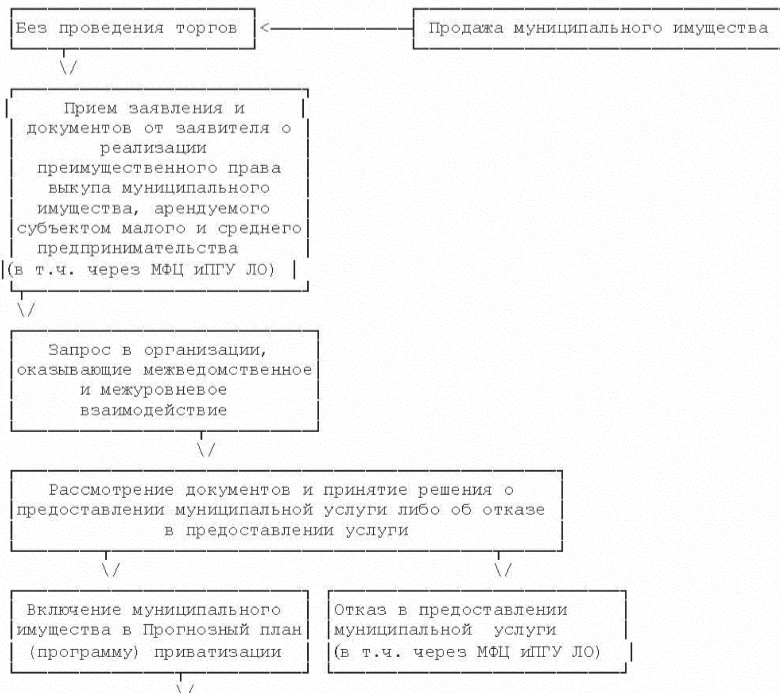 Без проведения торгов
Продажа муниципального имущества
Прием заявления и
документов от заявителя о
реализации
преимущественного права
выкупа муниципального
имущества, арендуемого
субъектом малого и среднего
предпринимательства
(в т.ч. через МФЦ иПГУ ЛО)
Запрос в организации,
оказывающие межведомственное
и межуровневое
взаимодействие
Рассмотрение документов и принятие решения о
предоставлении муниципальной услуги либо об отказе
в предоставлении услуги
Включение муниципального
имущества в Прогнозный план
(программу) приватизации
Отказ в предоставлении
муниципальной услуги
(в т.ч. через МФЦ иПГУ ЛО)